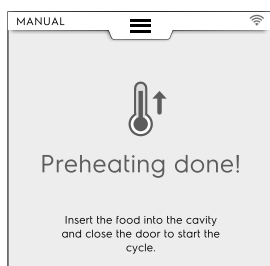 MANUAL
Preheating done!
Insert the food into the cavity
and close the door to start the
cycle.